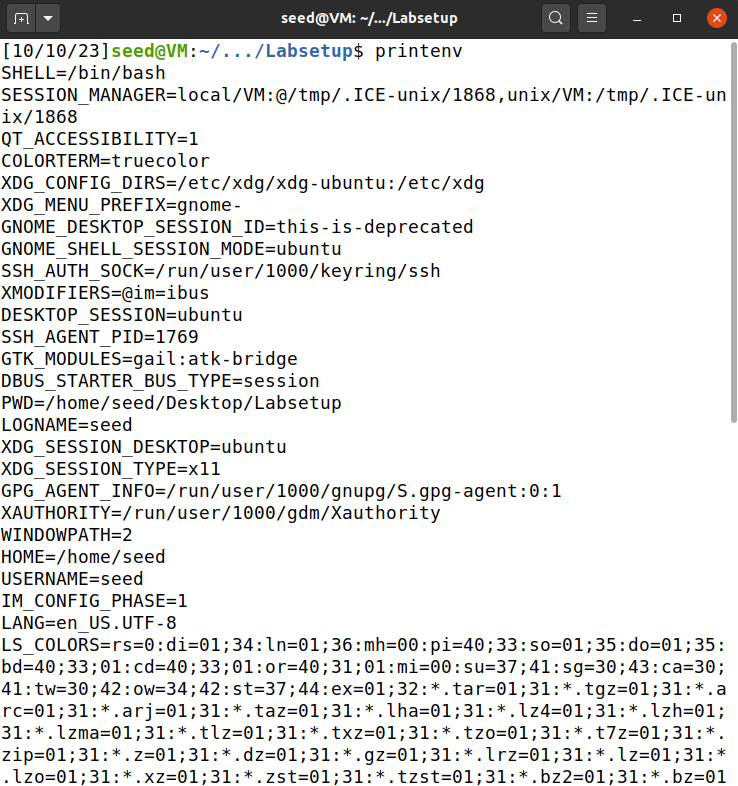 seed@VM: ~/.../Labsetup
[10/10/23]seed@VM:~/.../Labsetup$ printenv
SHELL=/bin/bash
SESSION_MANAGER=local/VM:@/tmp/.ICE-unix/1868,unix/VM:/tmp/.ICE-un
ix/1868
QT_ACCESSIBILITY=1
COLORTERM=truecolor
XDG_CONFIG_DIRS=/etc/xdg/xdg-ubuntu:/etc/xdg
XDG_MENU_PREFIX=gnome-
GNOME_DESKTOP_SESSION_ID=this-is-deprecated
GNOME_SHELL_SESSION_MODE=ubuntu
SSH_AUTH_SOCK=/run/user/1000/keyring/ssh
XMODIFIERS=@im=ibus
DESKTOP_SESSION=ubuntu
SSH_AGENT_PID=1769
GTK_MODULES=gail:atk-bridge
DBUS_STARTER_BUS_TYPE=session
PWD=/home/seed/Desktop/Labsetup
LOGNAME=seed
XDG_SESSION_DESKTOP=ubuntu
XDG_SESSION_TYPE=x11
GPG_AGENT_INFO=/run/user/1000/gnupg/S.gpg-agent:0:1
XAUTHORITY=/run/user/1000/gdm/Xauthority
WINDOWPATH=2
HOME=/home/seed
USERNAME=seed
IM_CONFIG_PHASE=1
LANG=en_US.UTF-8
LS_COLORS=rs=0:di=01;34:ln=01;36:mh=00:pi=40;33:so=01;35:do=01;35:
bd=40;33;01:cd=40;33;01:or=40;31;01:mi=00:su=37;41:sg=30;43:ca=30;
41:tw=30;42:ow=34;42:st=37;44:ex=01;32:*.tar=01;31:*.tgz=01;31:*.a
rc=01;31:*.arj=01;31:*.taz=01;31:*.lha=01;31:*.lz4=01;31:*.lzh=01;
31:*.lzma=01;31:*.tlz=01;31:*.txz=01;31:*.tzo=01;31:*.t7z=01;31:*.
zip=01;31:*.z=01;31:*.dz=01;31:*.gz=01;31:*.lrz=01;31:*.lz=01;31:*
.lzo=01;31:*.xz=01;31:*.zst=01;31:*.tzst=01;31:*.bz2=01;31:*.bz=01